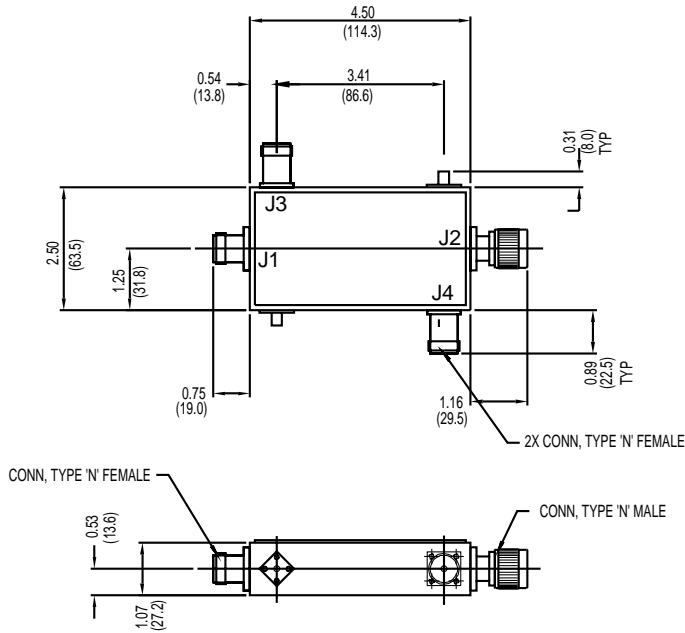 4.50
(114.3)
0.54
(13.8)
3.41
(86.6)
0.31
(8.0)
TYP
J3
J2
J1
J4
2.50
(63.5)
1.25
(31.8)
0.75
(19.0)
1.16
(29.5)
0.89
(22.5)
TYP
2X CONN, TYPE 'N' FEMALE
CONN, TYPE 'N' FEMALE
CONN, TYPE 'N' MALE
0.53
(13.6)
1.07
(27.2)